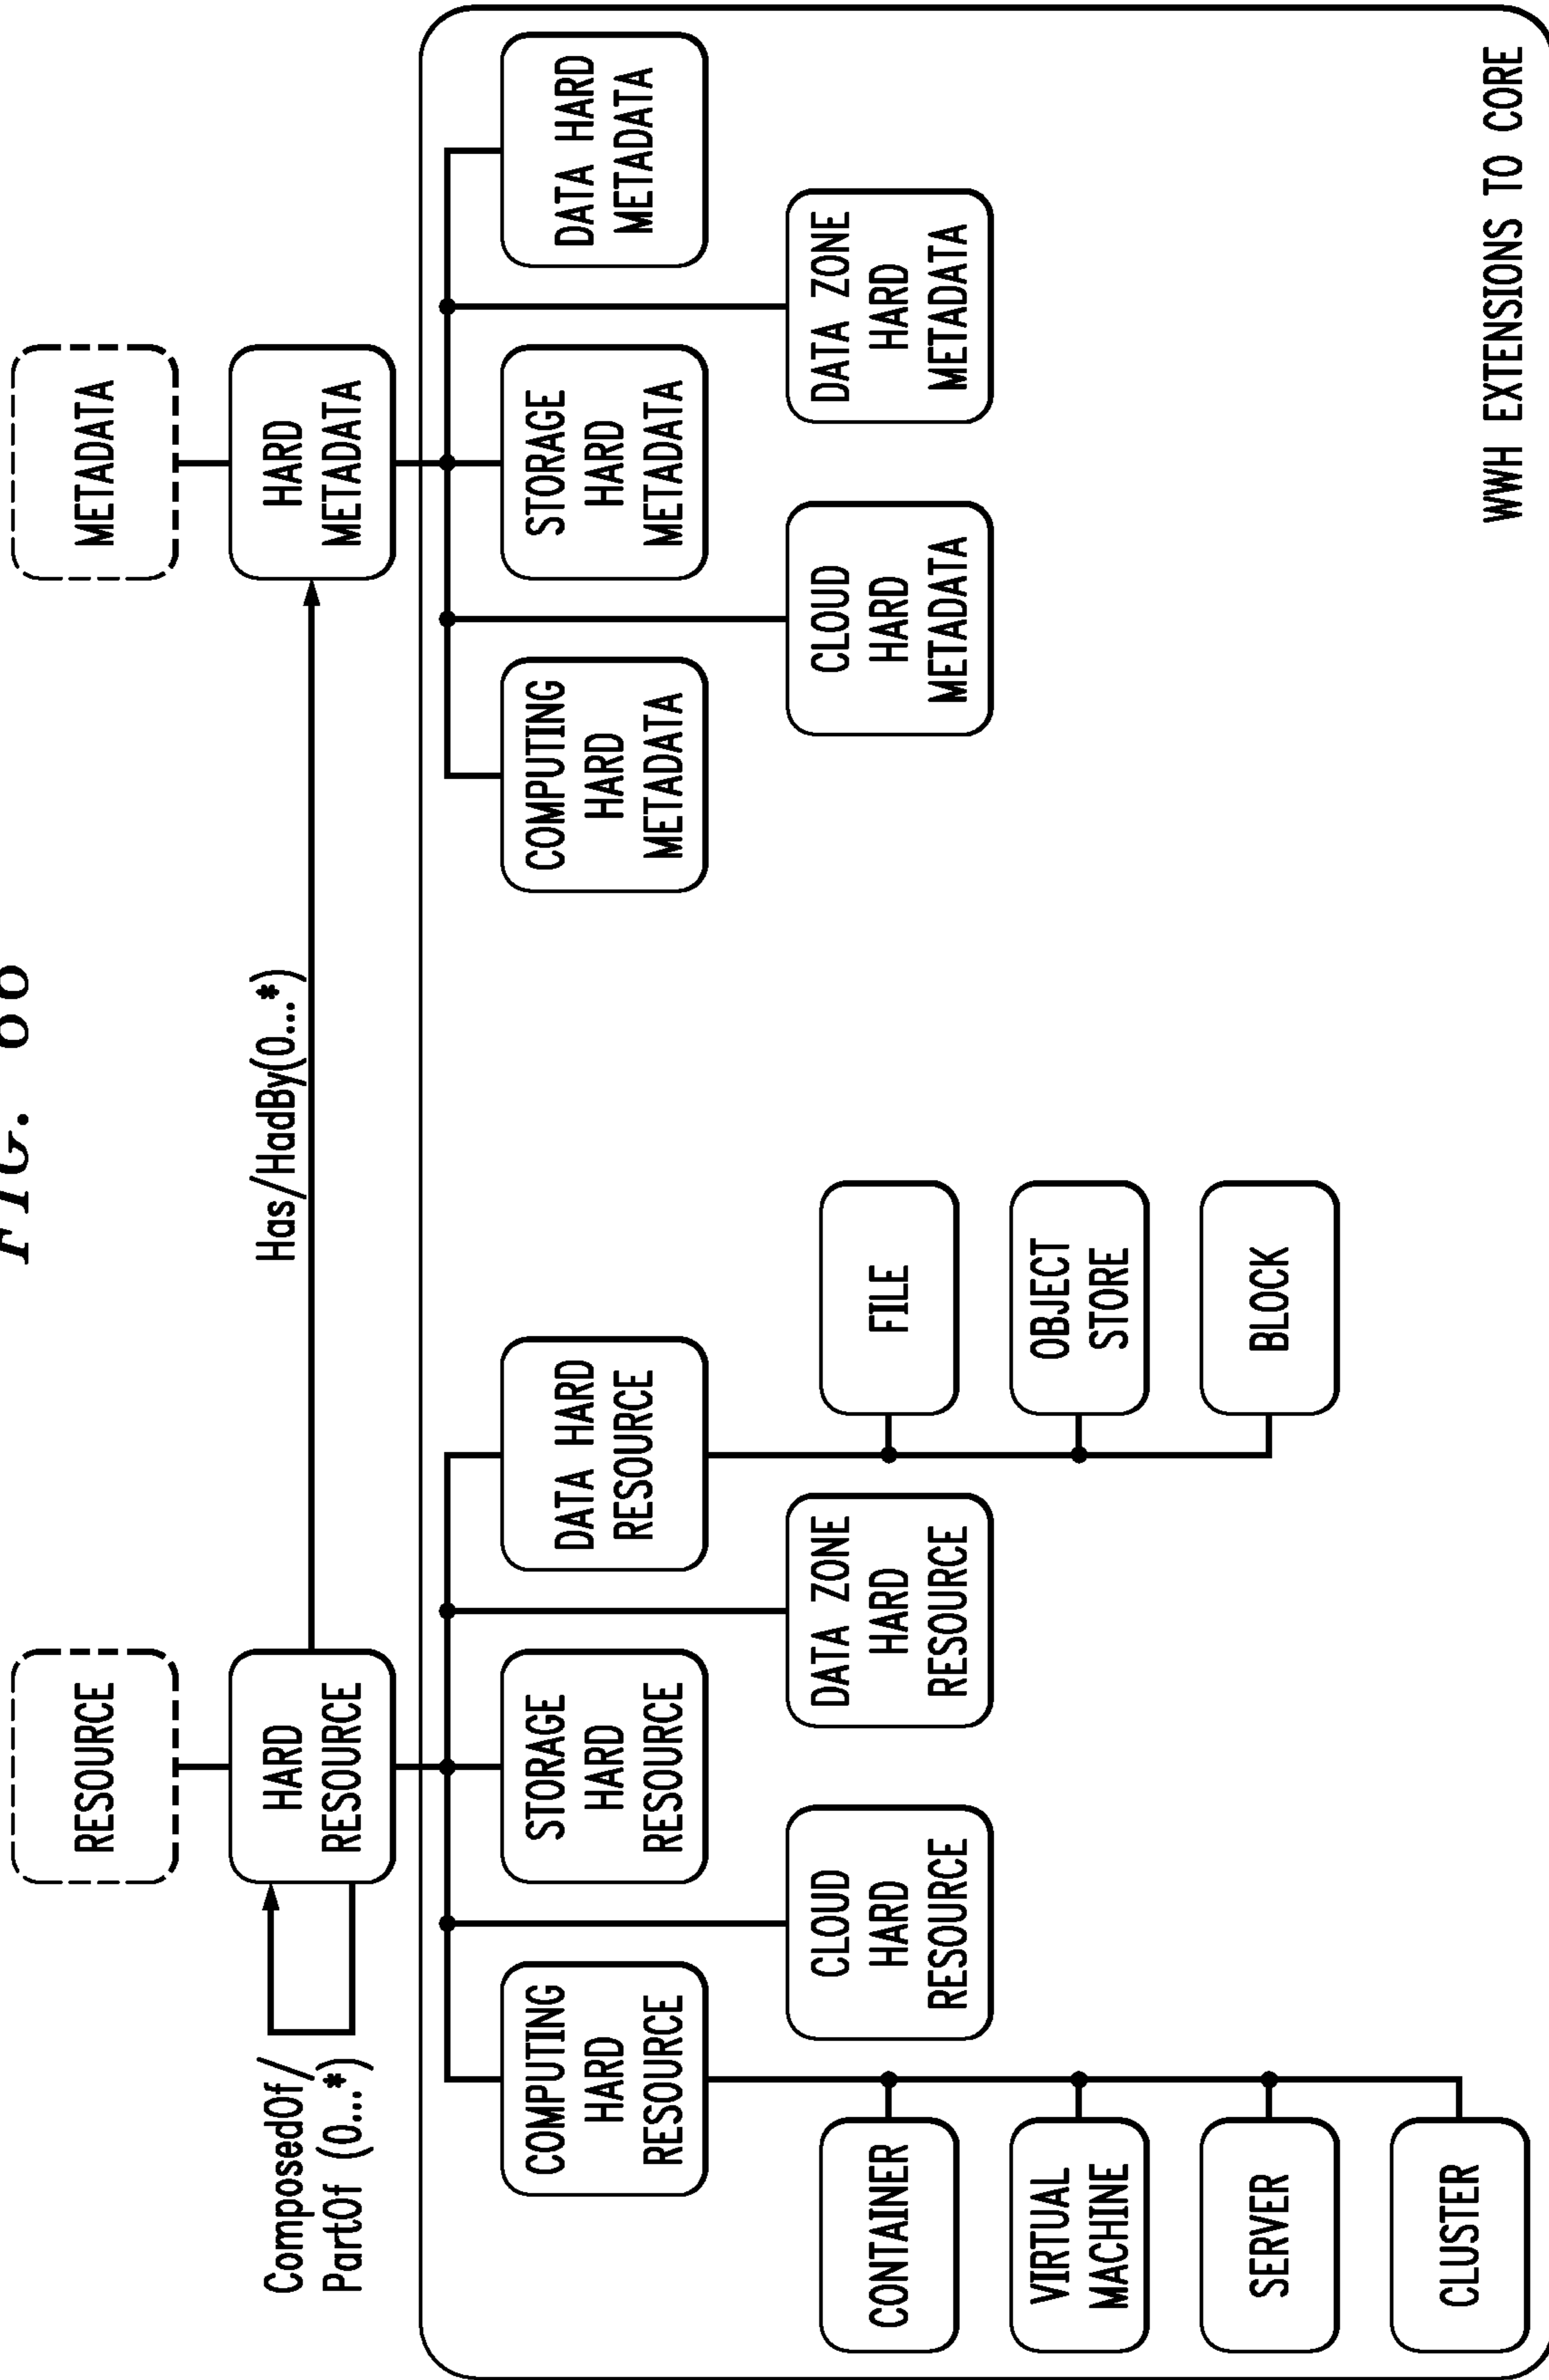 FIG.
RESOURCE
METADATA
ComposedOf/
PartOf (0...*)
HARD
RESOURCE
Has/HadBy(0...*)
HARD
METADATA
COMPUTING
HARD
RESOURCE
STORAGE
HARD
RESOURCE
DATA HARD
RESOURCE
COMPUTING
HARD
METADATA
STORAGE
HARD
METADATA
DATA HARD
METADATA
CLOUD
HARD
RESOURCE
DATA ZONE
HARD
RESOURCE
CLOUD
HARD
METADATA
DATA ZONE
HARD
METADATA
CONTAINER
VIRTUAL
MACHINE
SERVER
CLUSTER
FILE
OBJECT
STORE
BLOCK
WWH EXTENSIONS TO CORE